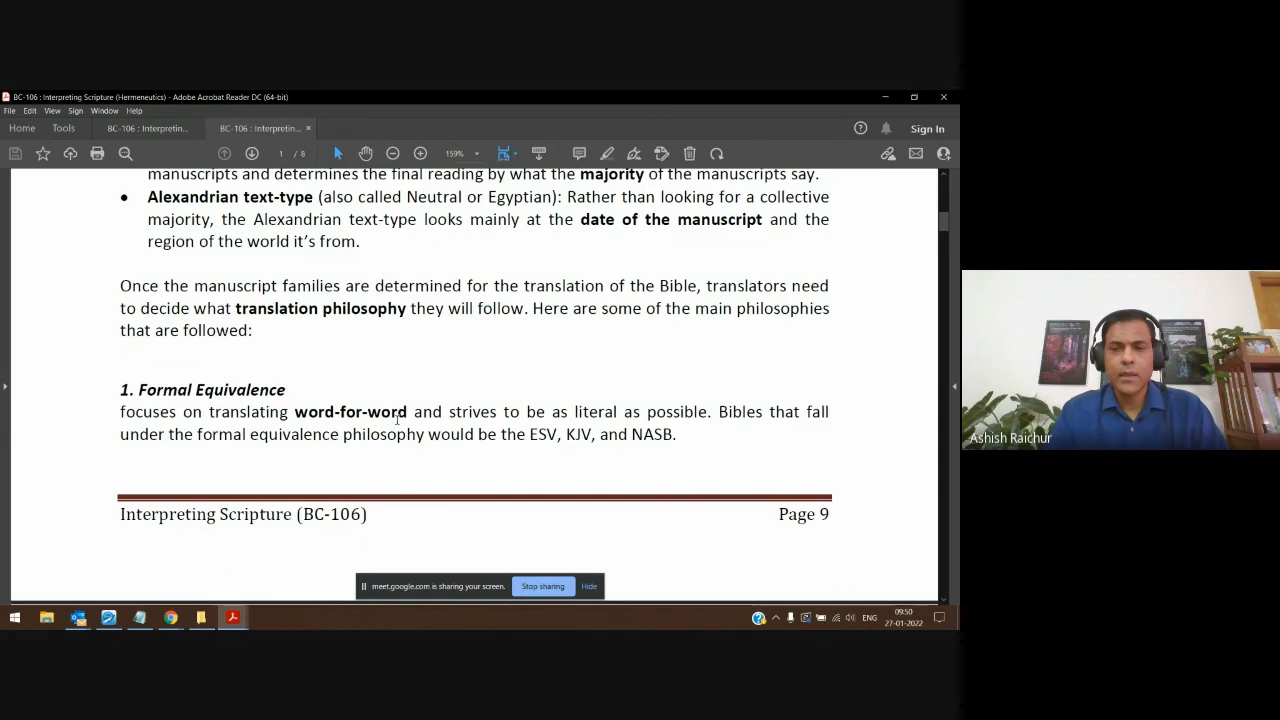 BC-106 : Interpreting Scripture (Hermeneutics) - Adobe Acrobat Reader DC (64-bit)
File Edit View Sign Window Help
Home Tools BC-106 : Interpretin... BC-106 : Interpretin... × Sign In
1 / 8 159%
manuscripts and determines the final reading by what the majority of the manuscripts say.
• Alexandrian text-type (also called Neutral or Egyptian): Rather than looking for a collective
majority, the Alexandrian text-type looks mainly at the date of the manuscript and the
region of the world it’s from.
Once the manuscript families are determined for the translation of the Bible, translators need
to decide what translation philosophy they will follow. Here are some of the main philosophies
that are followed:
1. Formal Equivalence
focuses on translating word-for-word and strives to be as literal as possible. Bibles that fall
under the formal equivalence philosophy would be the ESV, KJV, and NASB.
Interpreting Scripture (BC-106) Page 9
meet.google.com is sharing your screen. Stop sharing Hide
ENG
09:50
27-01-2022
Ashish Raichur